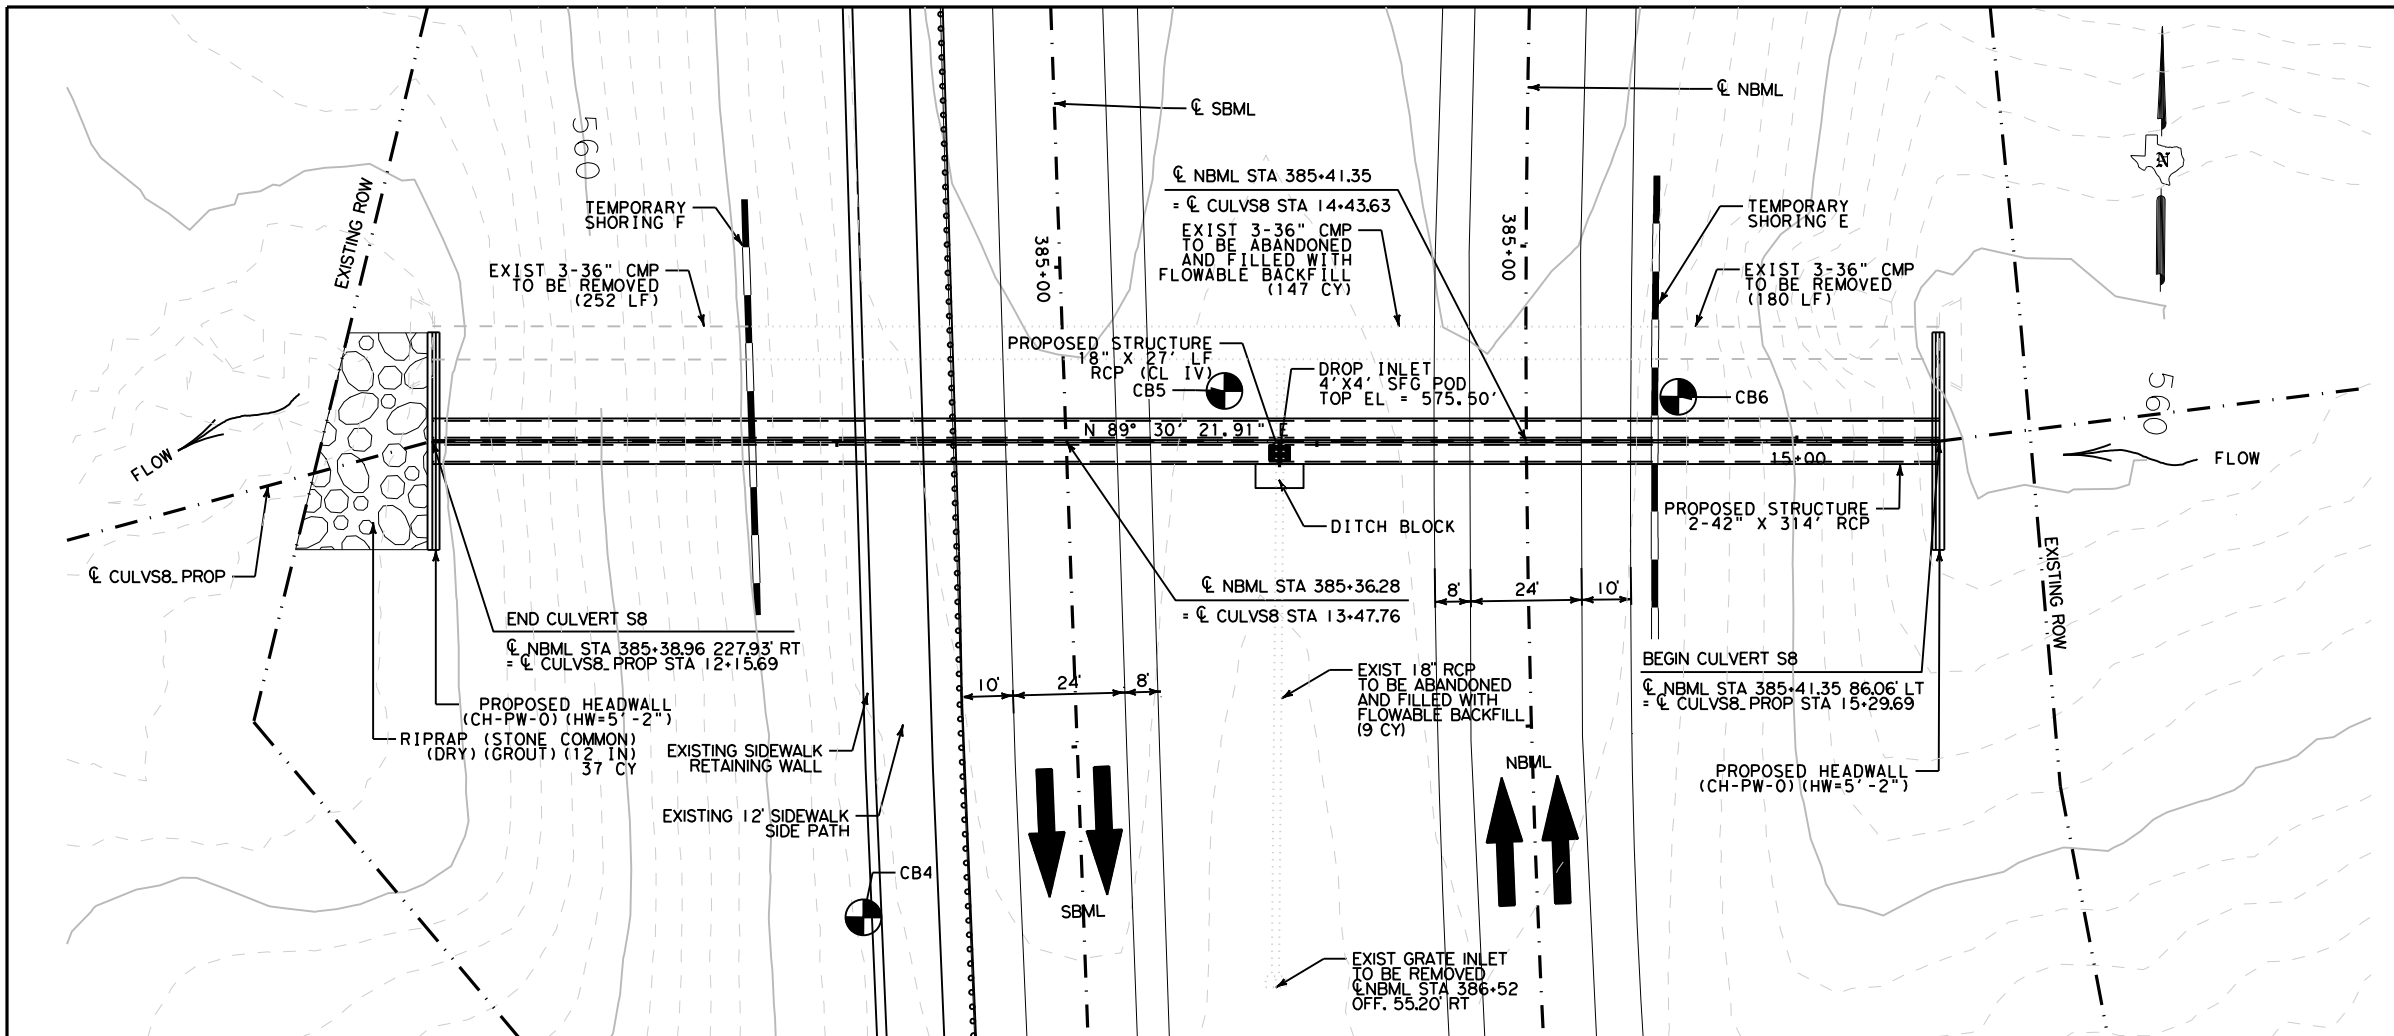 ℄ SBML
℄ NBML
560
EXISTING ROW
TEMPORARY
SHORING F
EXIST 3-36" CMP
TO BE REMOVED
(252 LF)
385+00
℄ NBML STA 385+41.35
= ℄ CULVS8 STA 14+43.63
EXIST 3-36" CMP
TO BE ABANDONED
AND FILLED WITH
FLOWABLE BACKFILL
(147 CY)
385+00
TEMPORARY
SHORING E
EXIST 3-36" CMP
TO BE REMOVED
(180 LF)
N
PROPOSED STRUCTURE
18" X 27' LF
RCP (CL IV)
CB5
DROP INLET
4'X4' SFG POD
TOP EL = 575.50'
CB6
560
N 89° 30' 21.91" E
15+00
FLOW
FLOW
PROPOSED STRUCTURE
2-42" X 314' RCP
DITCH BLOCK
℄ CULVS8_PROP
℄ NBML STA 385+36.28
= ℄ CULVS8 STA 13+47.76
8'
24'
10'
EXISTING ROW
END CULVERT S8
℄ NBML STA 385+38.96 227.93' RT
= ℄ CULVS8_PROP STA 12+15.69
BEGIN CULVERT S8
℄ NBML STA 385+41.35 86.06' LT
= ℄ CULVS8_PROP STA 15+29.69
10'
24'
8'
EXIST 18" RCP
TO BE ABANDONED
AND FILLED WITH
FLOWABLE BACKFILL
(9 CY)
PROPOSED HEADWALL
(CH-PW-0) (HW=5'-2")
RIPRAP (STONE COMMON)
(DRY) (GROUT) (12 IN)
37 CY
EXISTING SIDEWALK
RETAINING WALL
NBML
PROPOSED HEADWALL
(CH-PW-0) (HW=5'-2")
EXISTING 12' SIDEWALK
SIDE PATH
CB4
SBML
EXIST GRATE INLET
TO BE REMOVED
℄NBML STA 386+52
OFF. 55.20' RT